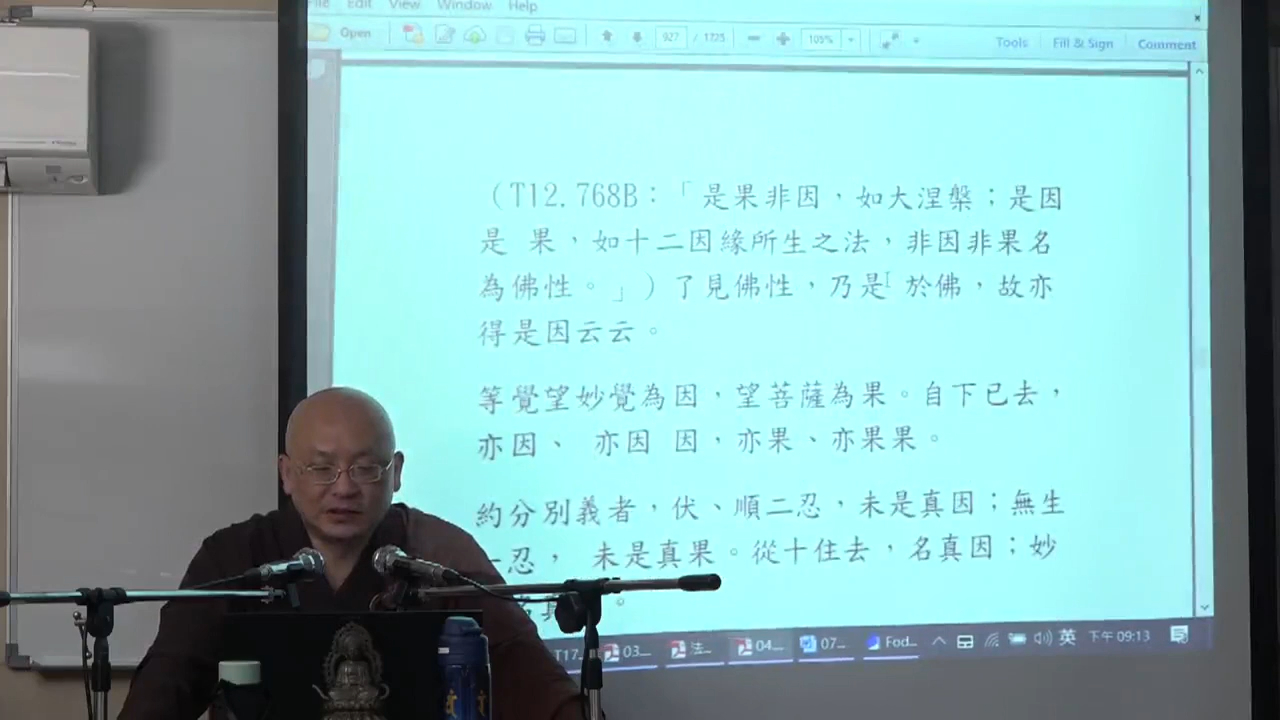 File Edit View Window Help
Open 927 / 1725 105% Tools Fill & Sign Comment
（T12.768B：「是果非因，如大涅槃；是因
是 果，如十二因緣所生之法，非因非果名
為佛性。」）了見佛性，乃是 於佛，故亦
得是因云云。
等覺望妙覺為因，望菩薩為果。自下已去，
亦因、 亦因 因，亦果、亦果果。
約分別義者，伏、順二忍，未是真因；無生
忍， 未是真果。從十住去，名真因；妙
T17... 03... 法... 04... 07... Fod... 英 下午 09:13